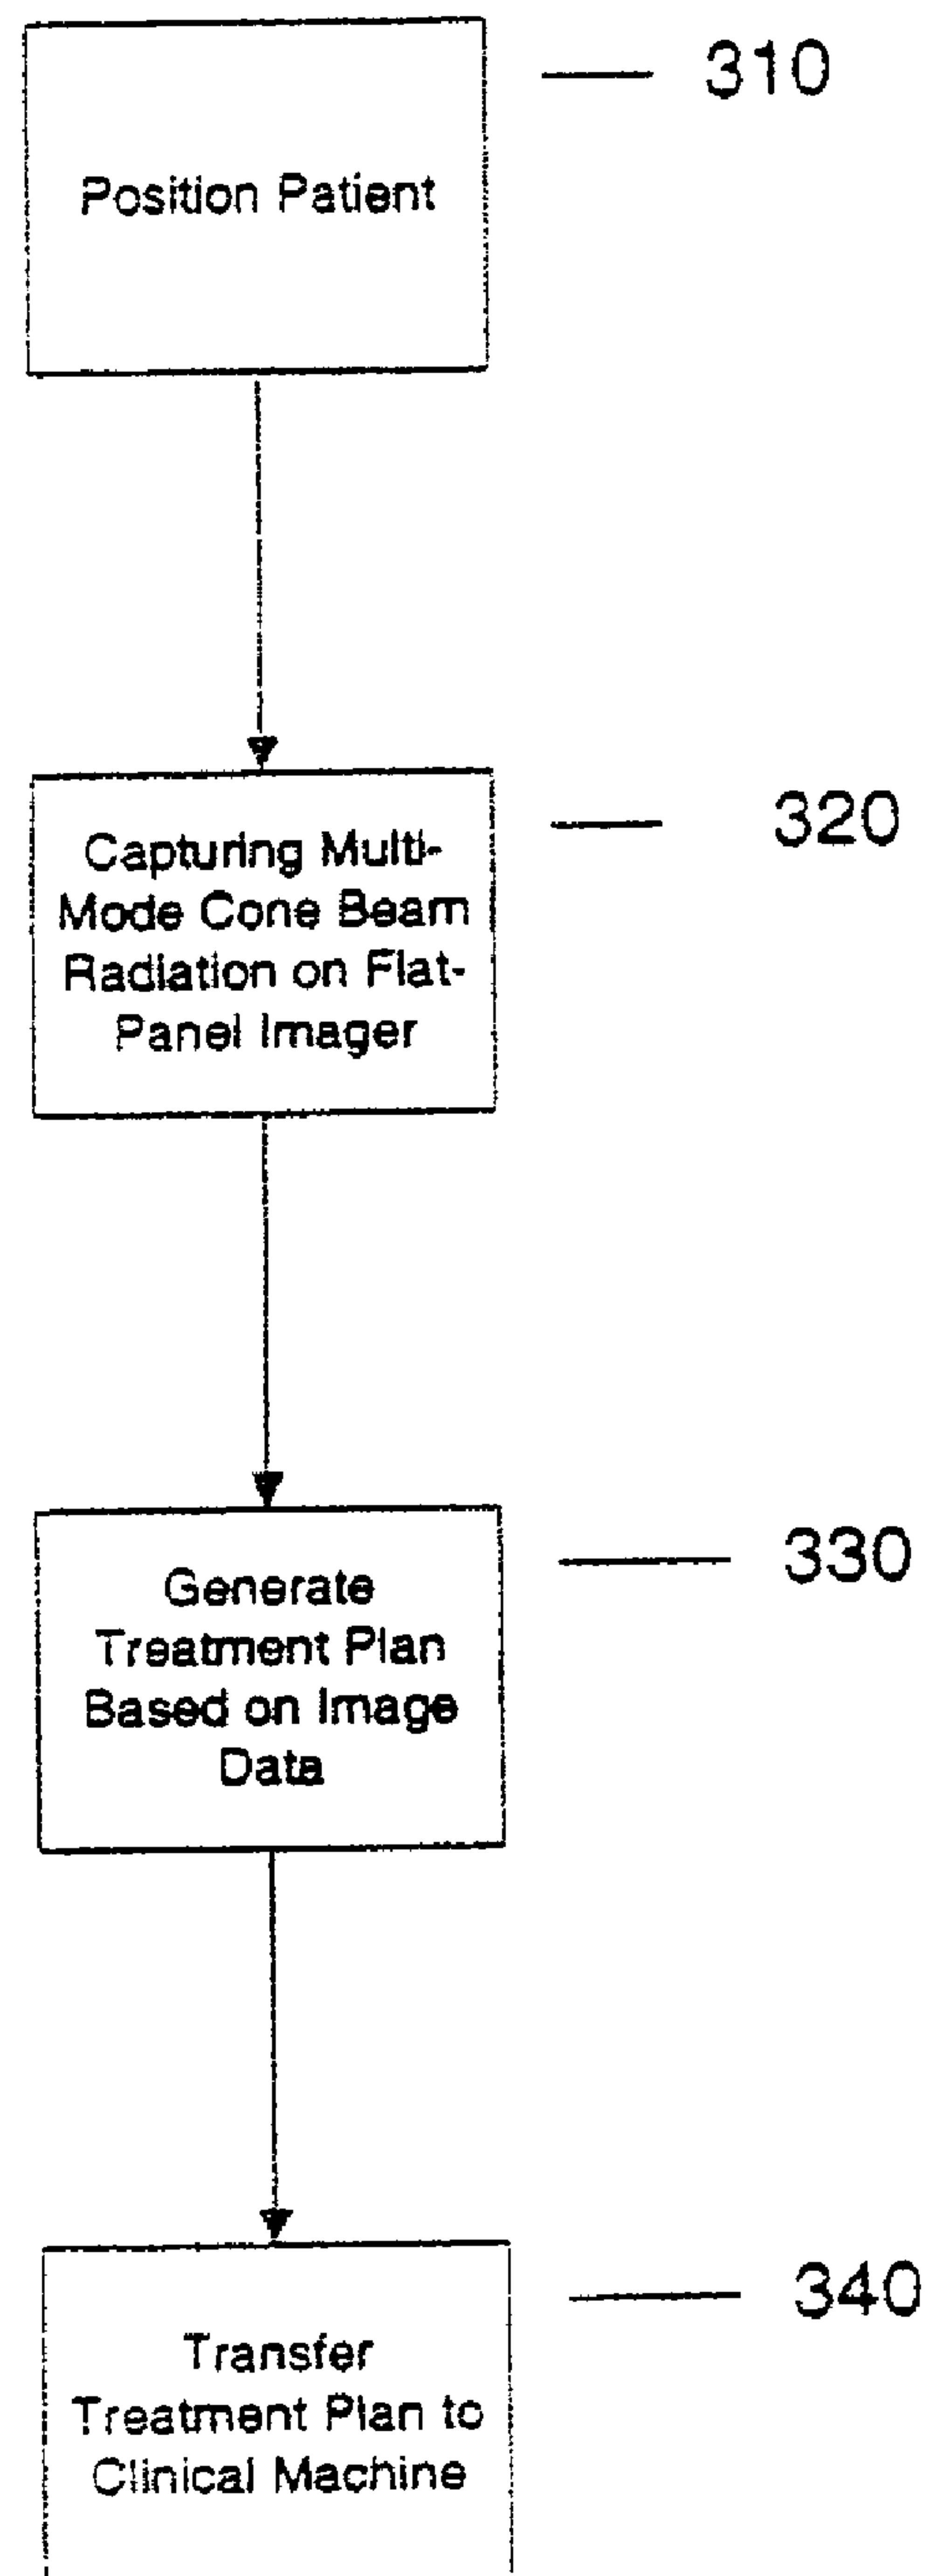 310
Position Patient
320
Capturing Multi-
Mode Cone Beam
Radiation on Flat-
Panel Imager
330
Generate
Treatment Plan
Based on Image
Data
340
Transfer
Treatment Plan to
Clinical Machine